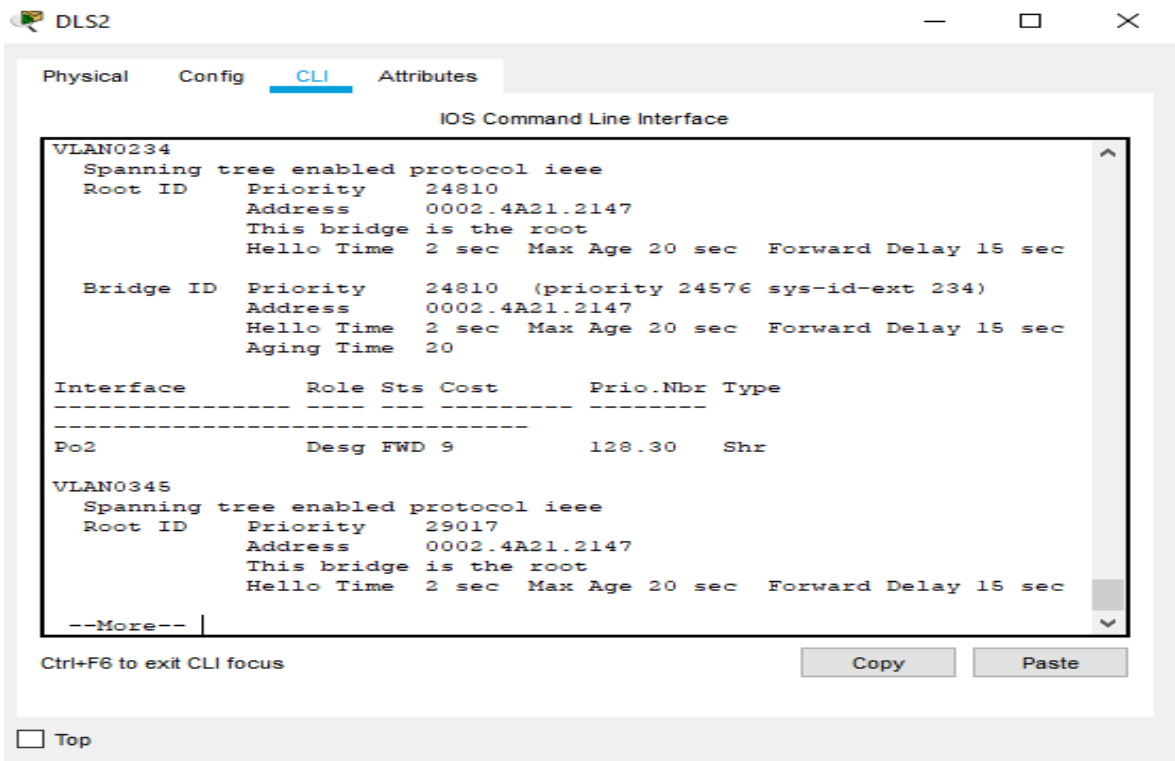 DLS2
Physical Config CLI Attributes
IOS Command Line Interface
VLAN0234
  Spanning tree enabled protocol ieee
  Root ID    Priority    24810
             Address     0002.4A21.2147
             This bridge is the root
             Hello Time  2 sec  Max Age 20 sec  Forward Delay 15 sec

  Bridge ID  Priority    24810  (priority 24576 sys-id-ext 234)
             Address     0002.4A21.2147
             Hello Time  2 sec  Max Age 20 sec  Forward Delay 15 sec
             Aging Time  20

Interface        Role Sts Cost      Prio.Nbr Type
---------------- ---- --- --------- --------
--------------------------------
Po2              Desg FWD 9         128.30   Shr

VLAN0345
  Spanning tree enabled protocol ieee
  Root ID    Priority    29017
             Address     0002.4A21.2147
             This bridge is the root
             Hello Time  2 sec  Max Age 20 sec  Forward Delay 15 sec

 --More--
Ctrl+F6 to exit CLI focus
Copy Paste
Top